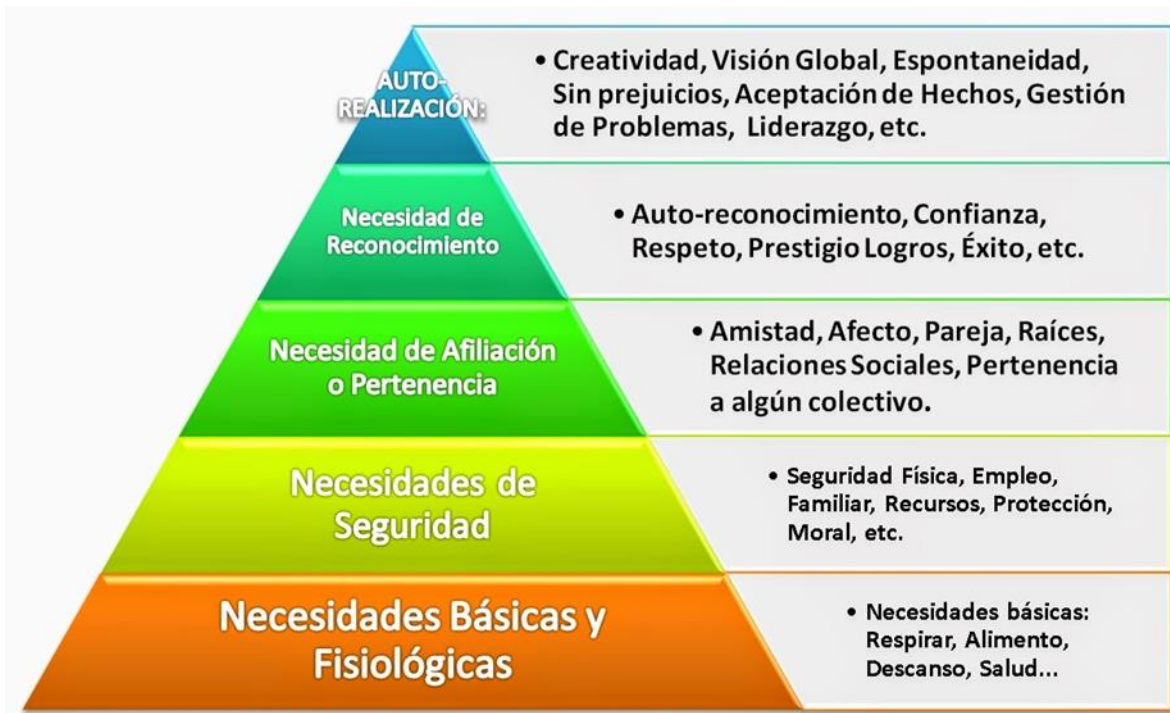 AUTO-
REALIZACIÓN:
• Creatividad, Visión Global, Espontaneidad,
Sin prejuicios, Aceptación de Hechos, Gestión
de Problemas, Liderazgo, etc.
Necesidad de
Reconocimiento
• Auto-reconocimiento, Confianza,
Respeto, Prestigio Logros, Éxito, etc.
Necesidad de Afiliación
o Pertenencia
• Amistad, Afecto, Pareja, Raíces,
Relaciones Sociales, Pertenencia
a algún colectivo.
Necesidades de
Seguridad
• Seguridad Física, Empleo,
Familiar, Recursos, Protección,
Moral, etc.
Necesidades Básicas y
Fisiológicas
• Necesidades básicas:
Respirar, Alimento,
Descanso, Salud...